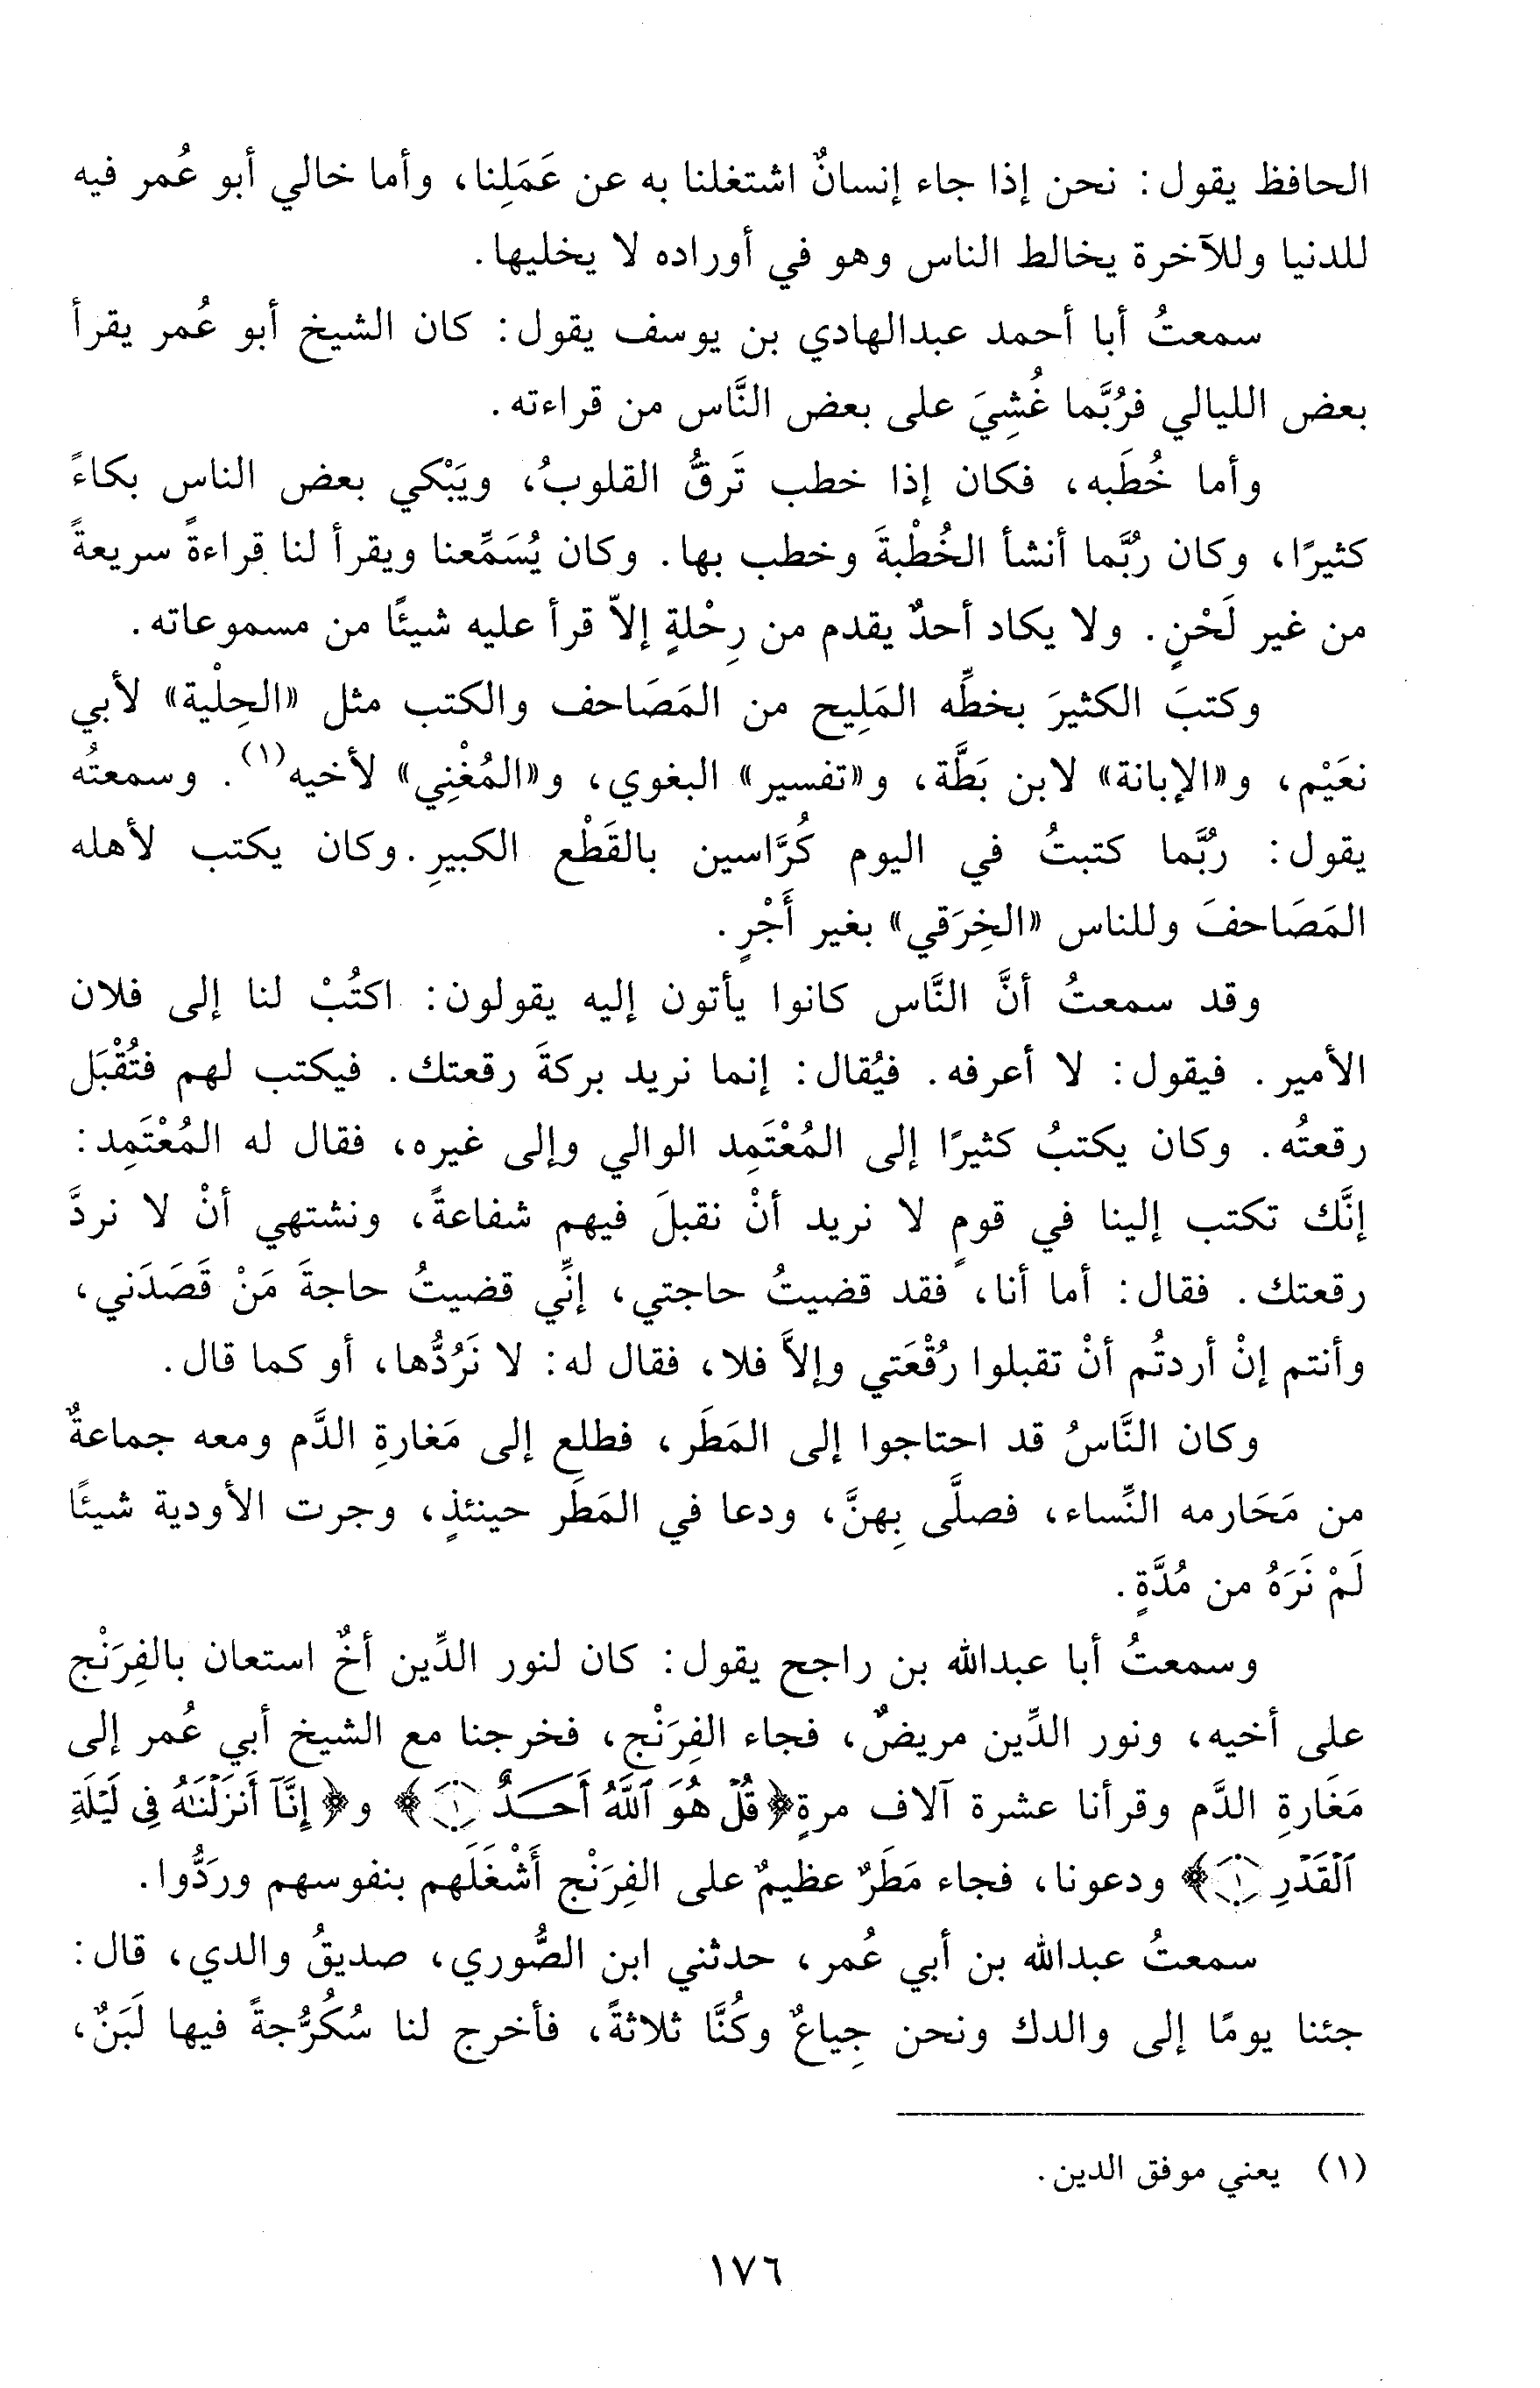 الحافظ يقول: نحن إذا جاء إنسانٌ اشتغلنا به عن عَمَلِنا، وأما خالي أبو عُمر فيه
للدنيا وللآخرة يخالط الناس وهو في أوراده لا يخليها.
سمعتُ أبا أحمد عبدالهادي بن يوسف يقول: كان الشيخ أبو عُمر يقرأ
بعض الليالي فرُبَّما غُشِيَ على بعض النَّاس من قراءته.
وأما خُطَبه، فكان إذا خطب تَرقُّ القلوبُ، ويَبْكي بعض الناس بكاءً
كثيرًا، وكان ربُّما أنشأ الخُطْبةَ وخطب بها. وكان يُسَمِّعنا ويقرأ لنا قراءةً سريعةً
من غير لَحْنٍ. ولا يكاد أحدٌ يقدم من رِحْلةٍ إلاّ قرأ عليه شيئًا من مسموعاته.
وكتبَ الكثيرَ بخطِّه المَلِيح من المَصَاحف والكتب مثل «الحِلْية» لأبي
نعَيْم، و«الإبانة» لابن بَطَّة، و«تفسير» البغوي، و«المُغْنِي» لأخيه(١). وسمعتُه
يقول: ربَُّما كتبتُ في اليوم كُرَّاسين بالقَطْع الكبيرِ. وكان يكتب لأهله
المَصَاحفَ وللناس «الخِرَقي» بغير أَجْرٍ.
وقد سمعتُ أنَّ النَّاس كانوا يأتون إليه يقولون: اكتُبْ لنا إلى فلان
الأمير. فيقول: لا أعرفه. فيُقال: إنما نريد بركةَ رقعتك. فيكتب لهم فتُقْبَل
رقعتُه. وكان يكتبُ كثيرًا إلى المُعْتَمِد الوالي وإلى غيره، فقال له المُعْتَمِد:
إنَّك تكتب إلينا في قومٍ لا نريد أنْ نقبلَ فيهم شفاعةً، ونشتهي أنْ لا نردَّ
رقعتك. فقال: أما أنا، فقد قضيتُ حاجتي، إنِّي قضيتُ حاجةَ مَنْ قَصَدَني،
وأنتم إنْ أردتُم أنْ تقبلوا رُقْعَتي وإلاَّ فلا، فقال له: لا نَرُدُّها، أو كما قال.
وكان النَّاسُ قد احتاجوا إلى المَطَر، فطلع إلى مَغارةِ الدَّم ومعه جماعةٌ
من مَحَارمه النِّساء، فصلَّى بِهنَّ، ودعا في المَطَر حينئذٍ، وجرت الأودية شيئًا
لَمْ نَرَهُ من مُدَّةٍ.
وسمعتُ أبا عبدالله بن راجح يقول: كان لنور الدِّين أخٌ استعان بالفِرَنْج
على أخيه، ونور الدِّين مريضٌ، فجاء الفِرَنْج، فخرجنا مع الشيخ أبي عُمر إلى
مَغَارةِ الدَّم وقرأنا عشرة آلاف مرةٍ ﴿قُلْ هُوَ ٱللَّهُ أَحَدٌ ١﴾ و﴿إِنَّآ أَنزَلْنَٰهُ فِى لَيْلَةِ
ٱلْقَدْرِ ١﴾ ودعونا، فجاء مَطَرٌ عظيمٌ على الفِرَنْج أَشْغَلَهم بنفوسهم وردُّوا.
سمعتُ عبدالله بن أبي عُمر، حدثني ابن الصُّوري، صديقُ والدي، قال:
جئنا يومًا إلى والدك ونحن جِياعٌ وكُنَّا ثلاثةً، فأخرج لنا سُكُرُّجةً فيها لَبَنٌ،
(١) يعني موفق الدين.
١٧٦